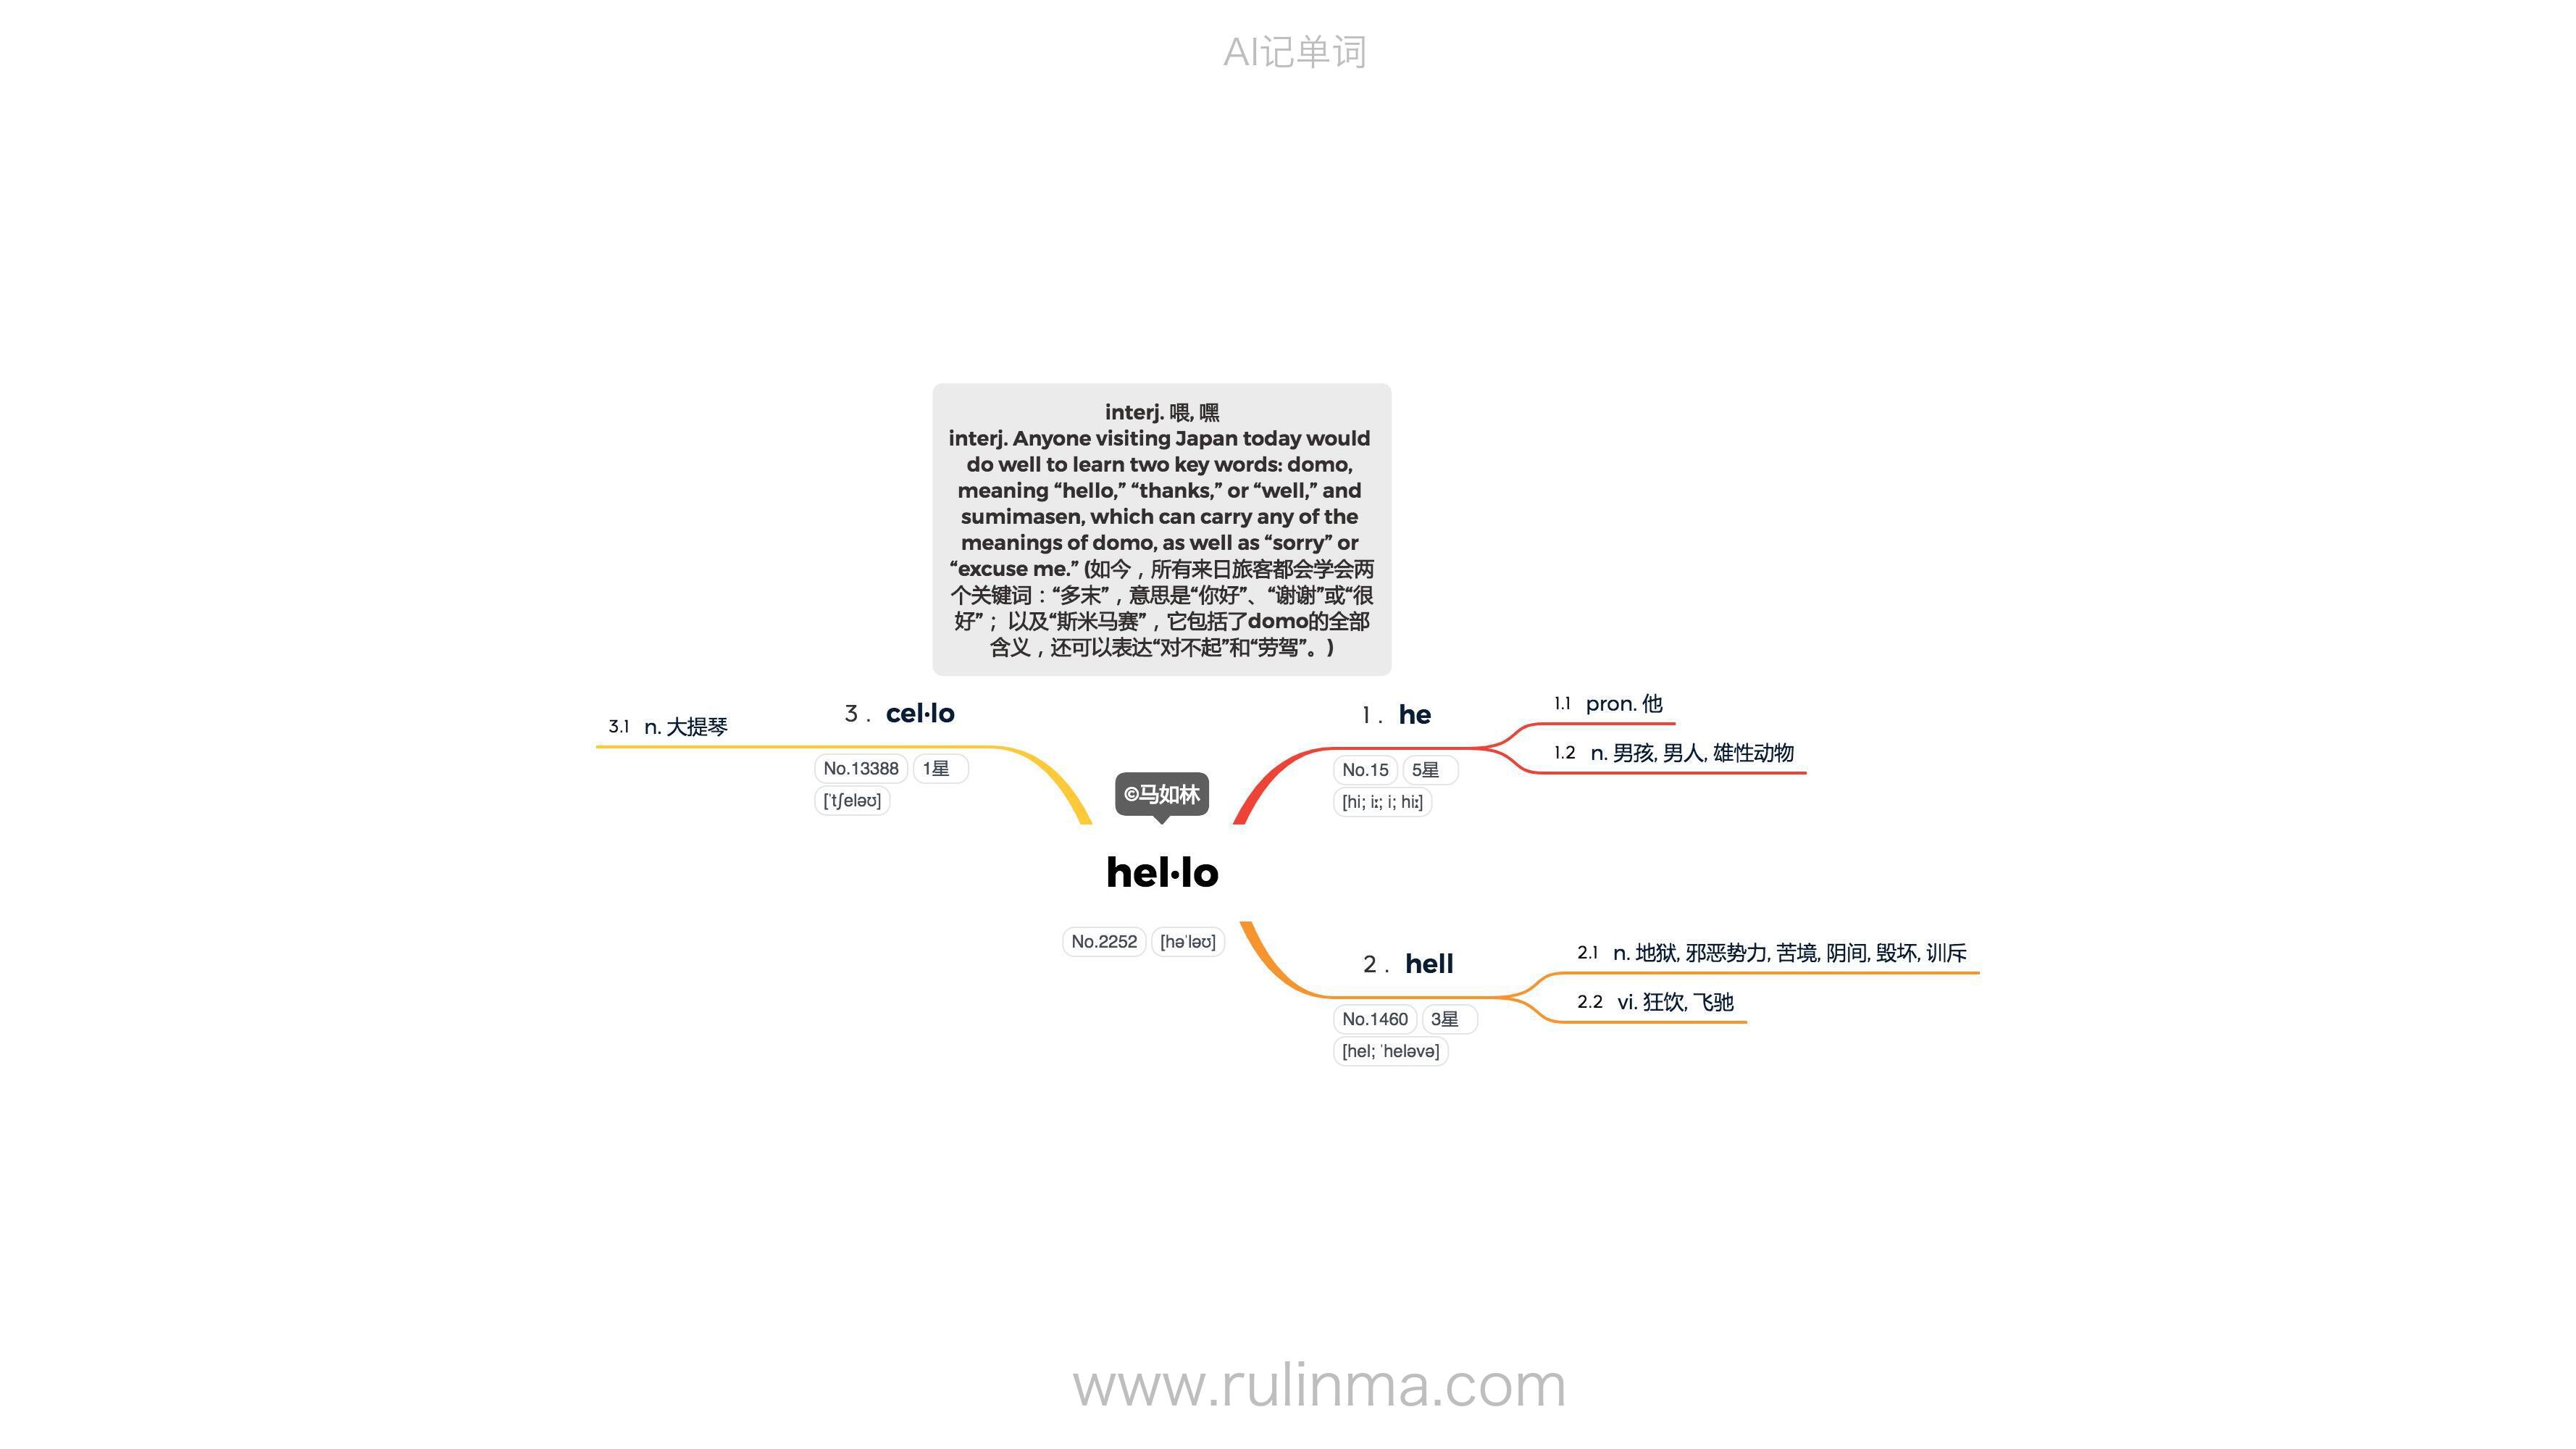 AI记单词
interj. 喂, 嘿
interj. Anyone visiting Japan today would
do well to learn two key words: domo,
meaning “hello,” “thanks,” or “well,” and
sumimasen, which can carry any of the
meanings of domo, as well as “sorry” or
“excuse me.” (如今，所有来日旅客都会学会两
个关键词：“多末”，意思是“你好”、“谢谢”或“很
好”； 以及“斯米马赛”，它包括了domo的全部
含义，还可以表达“对不起”和“劳驾”。)
©马如林
hel·lo
No.2252 [həˈləʊ]
1. he
No.15 5星
[hi; iː; i; hiː]
1.1 pron. 他
1.2 n. 男孩, 男人, 雄性动物
2. hell
No.1460 3星
[hel; ˈheləvə]
2.1 n. 地狱, 邪恶势力, 苦境, 阴间, 毁坏, 训斥
2.2 vi. 狂饮, 飞驰
3. cel·lo
No.13388 1星
[ˈtʃeləʊ]
3.1 n. 大提琴
www.rulinma.com